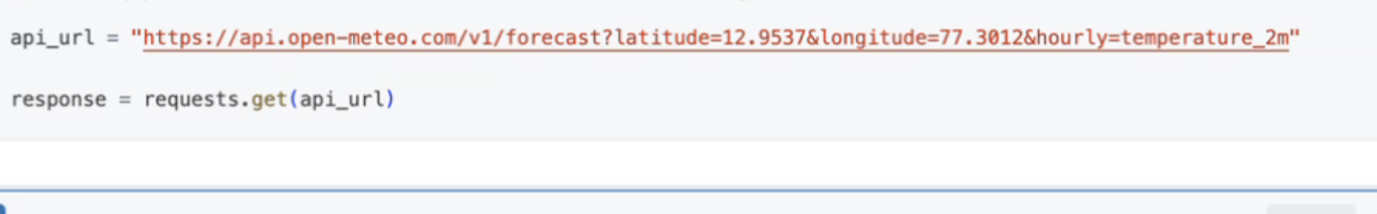 api_url = "https://api.open-meteo.com/v1/forecast?latitude=12.9537&longitude=77.3012&hourly=temperature_2m"
response = requests.get(api_url)